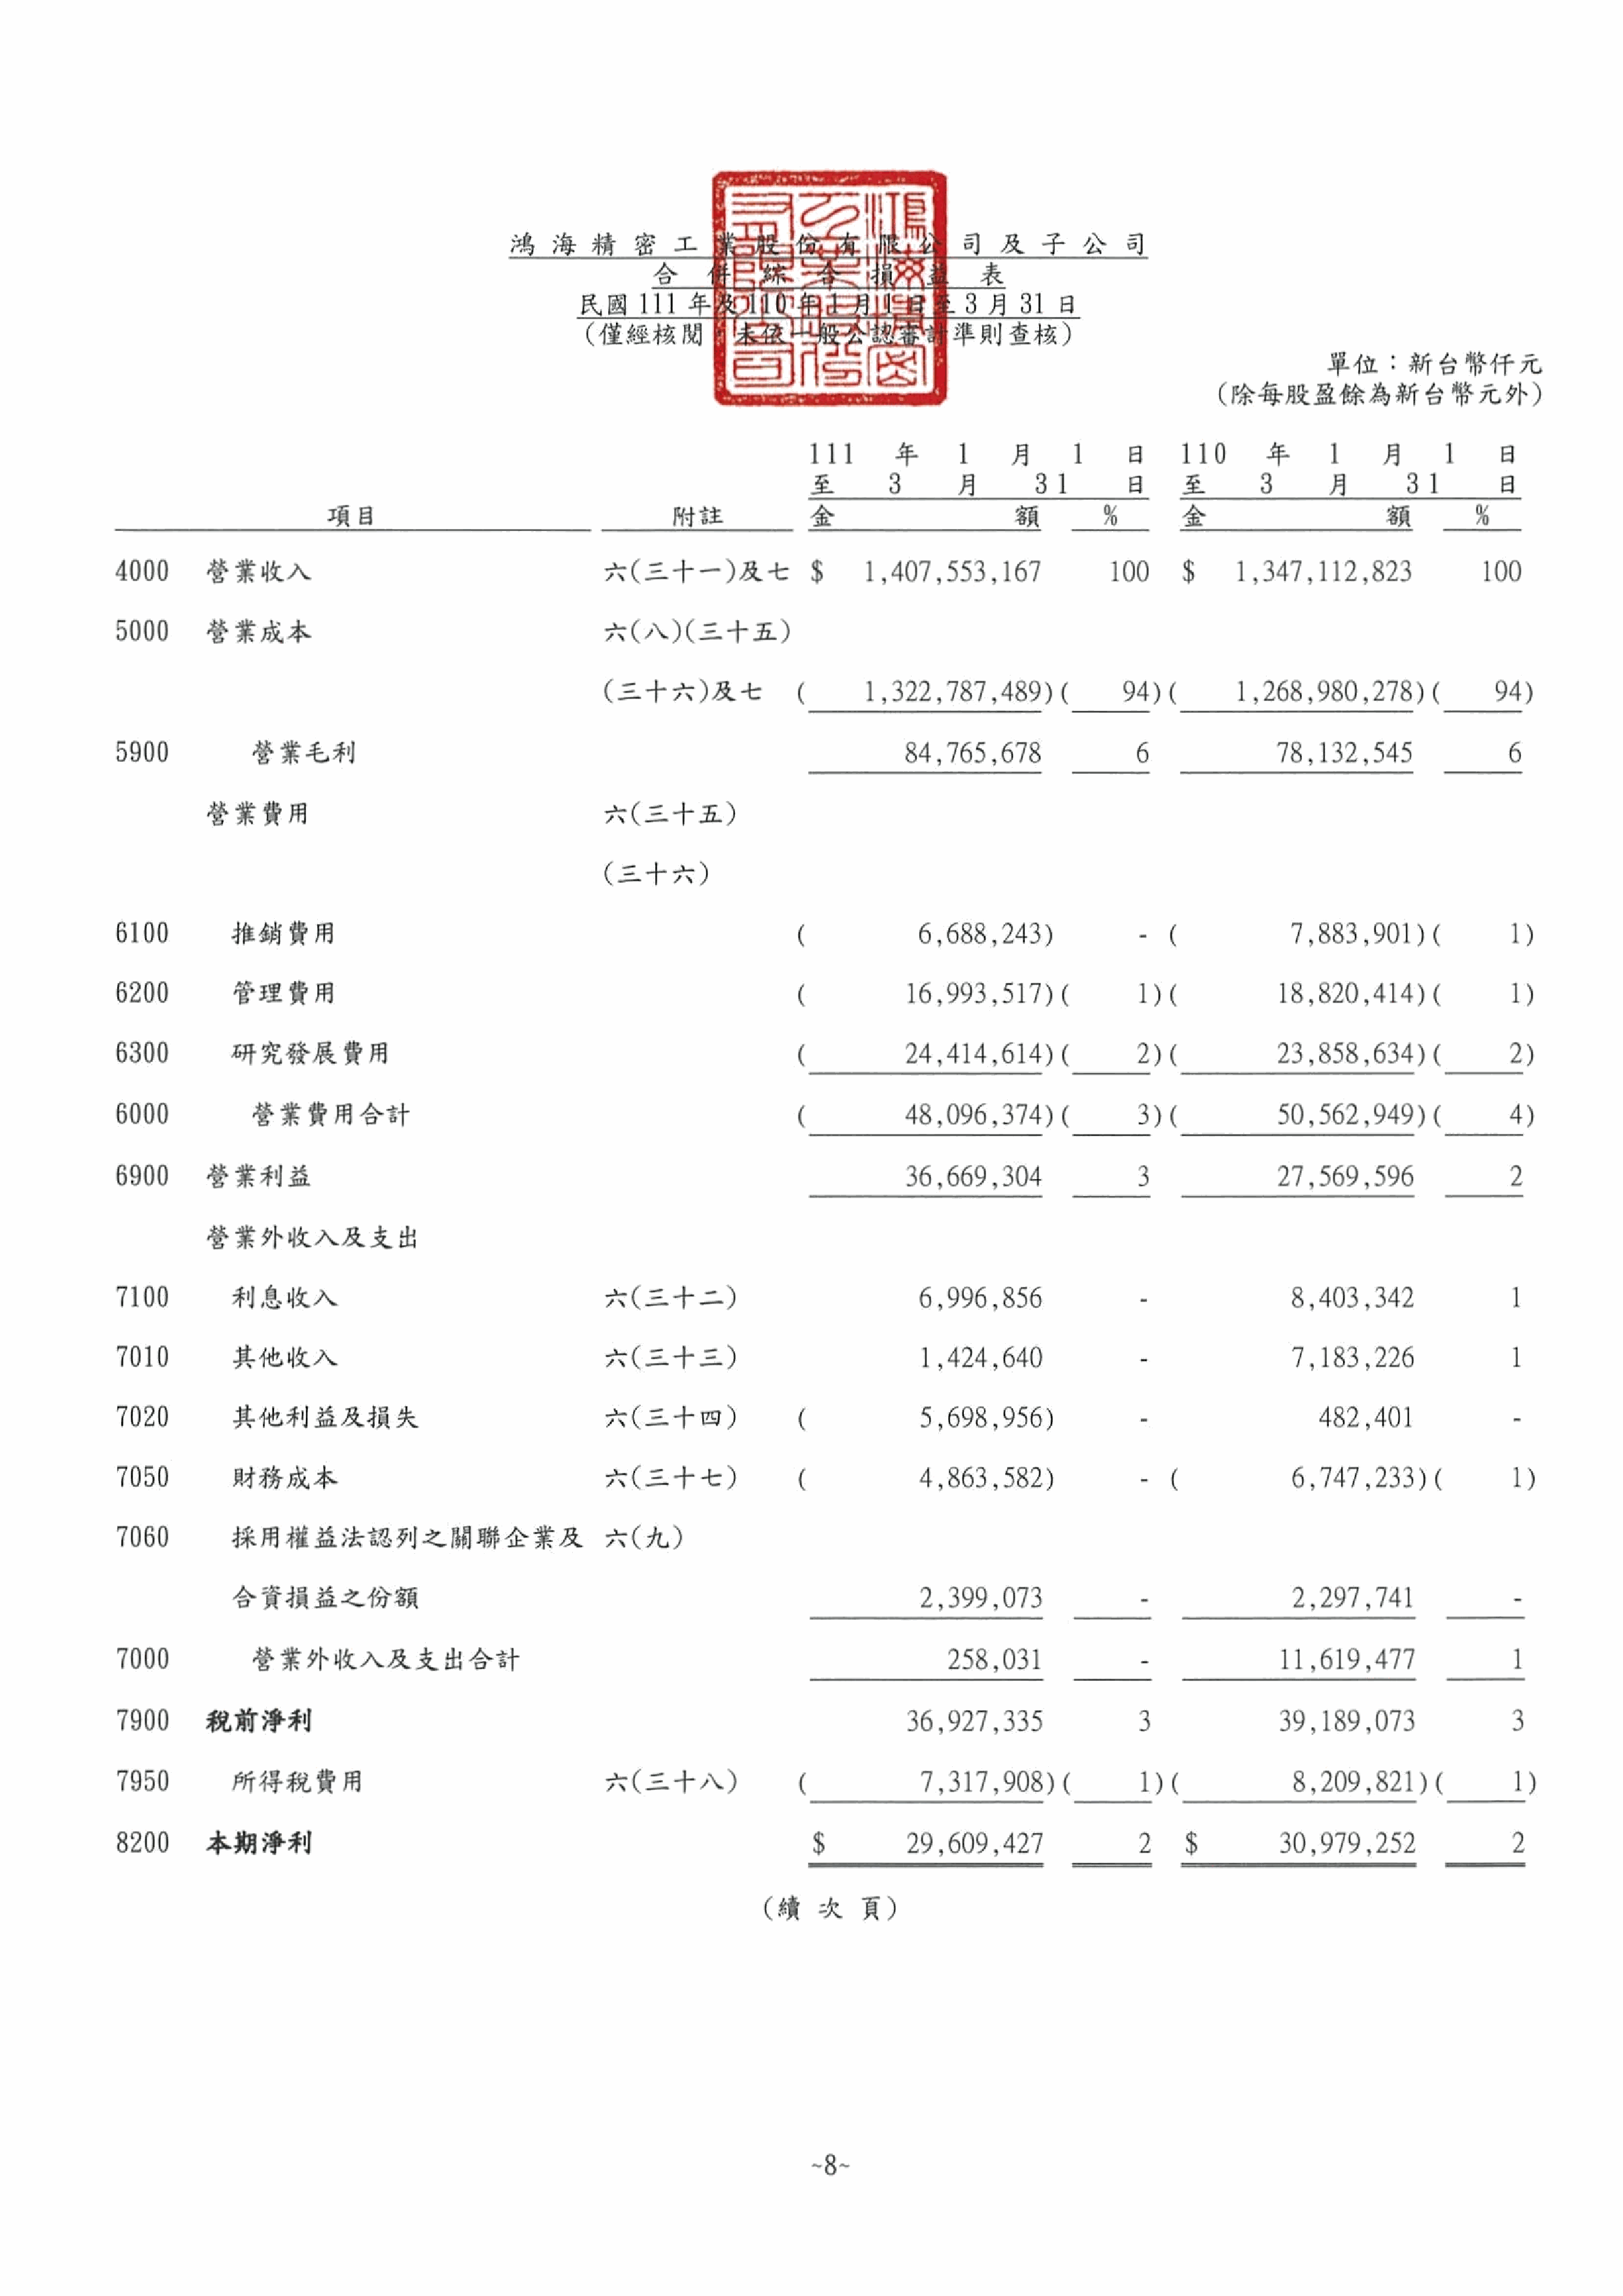 鴻海精密工業股份有限公司及子公司
合併綜合損益表
民國 111 年及 110 年 1 月 1 日至 3 月 31 日
(僅經核閱，未依一般公認審計準則查核)
單位：新台幣仟元
(除每股盈餘為新台幣元外)
111 年 1 月 1 日 110 年 1 月 1 日
至 3 月 31 日 至 3 月 31 日
項目 附註 金額 % 金額 %
4000 營業收入 六(三十一)及七 $ 1,407,553,167 100 $ 1,347,112,823 100
5000 營業成本 六(八)(三十五)
(三十六)及七 ( 1,322,787,489)( 94)( 1,268,980,278)( 94)
5900 營業毛利 84,765,678 6 78,132,545 6
營業費用 六(三十五)
(三十六)
6100 推銷費用 ( 6,688,243) - ( 7,883,901)( 1)
6200 管理費用 ( 16,993,517)( 1)( 18,820,414)( 1)
6300 研究發展費用 ( 24,414,614)( 2)( 23,858,634)( 2)
6000 營業費用合計 ( 48,096,374)( 3)( 50,562,949)( 4)
6900 營業利益 36,669,304 3 27,569,596 2
營業外收入及支出
7100 利息收入 六(三十二) 6,996,856 - 8,403,342 1
7010 其他收入 六(三十三) 1,424,640 - 7,183,226 1
7020 其他利益及損失 六(三十四) ( 5,698,956) - 482,401 -
7050 財務成本 六(三十七) ( 4,863,582) - ( 6,747,233)( 1)
7060 採用權益法認列之關聯企業及 六(九)
合資損益之份額 2,399,073 - 2,297,741 -
7000 營業外收入及支出合計 258,031 - 11,619,477 1
7900 稅前淨利 36,927,335 3 39,189,073 3
7950 所得稅費用 六(三十八) ( 7,317,908)( 1)( 8,209,821)( 1)
8200 本期淨利 $ 29,609,427 2 $ 30,979,252 2
(續次頁)
~8~